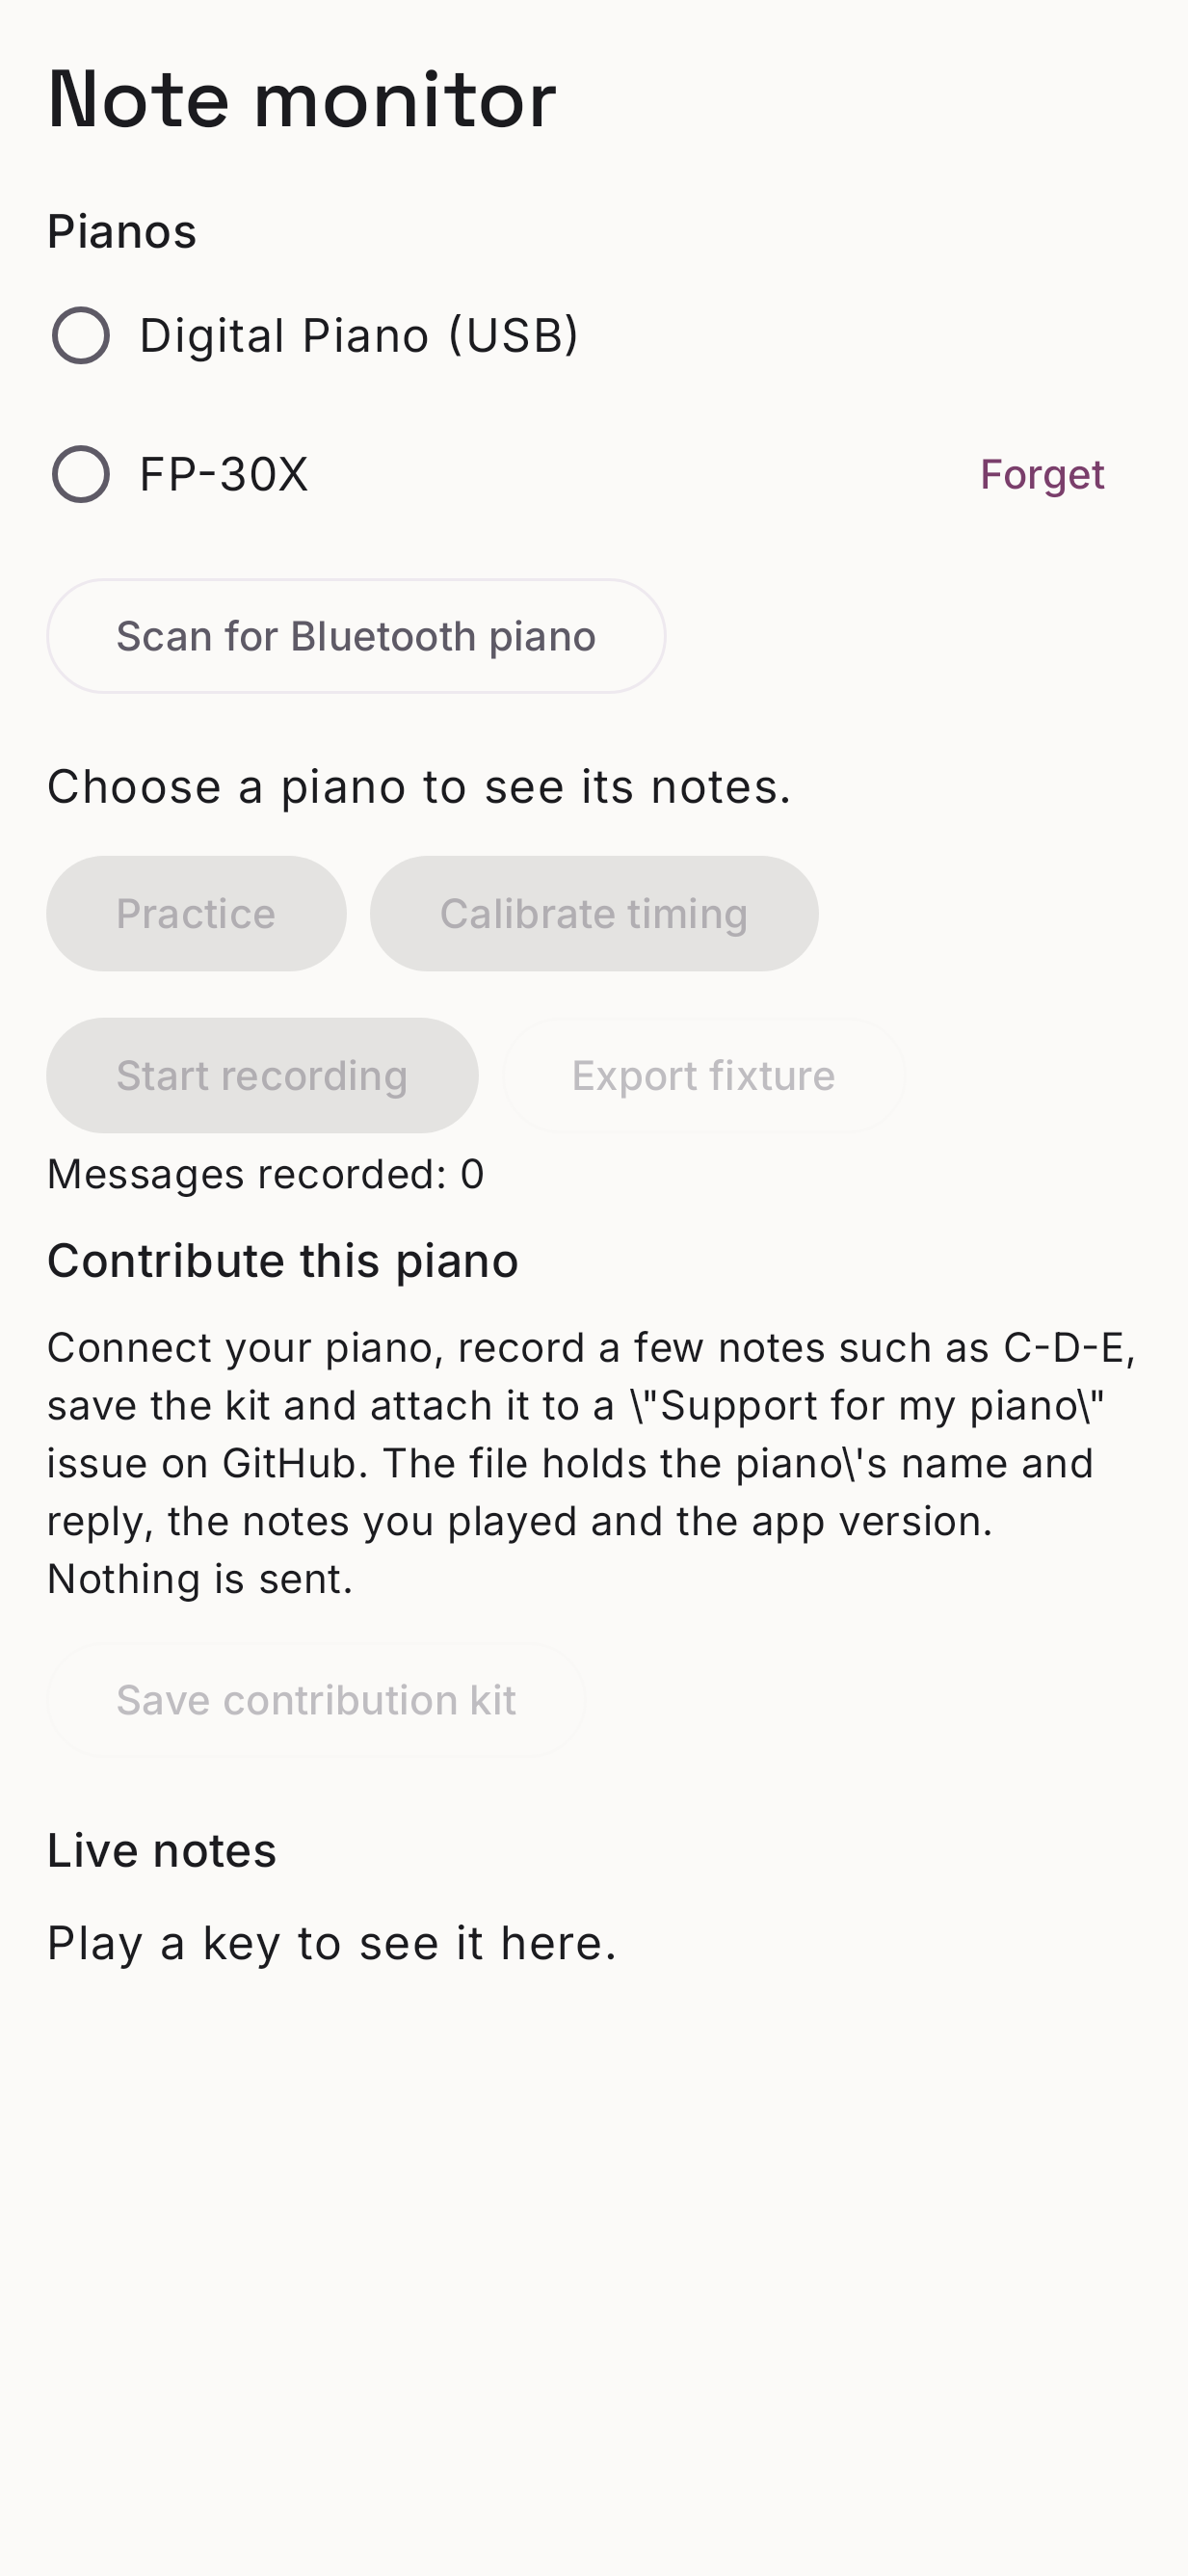 Note monitor
Pianos
Digital Piano (USB)
FP-30X Forget
Scan for Bluetooth piano
Choose a piano to see its notes.
Practice Calibrate timing
Start recording Export fixture
Messages recorded: 0
Contribute this piano
Connect your piano, record a few notes such as C-D-E,
save the kit and attach it to a \"Support for my piano\"
issue on GitHub. The file holds the piano\'s name and
reply, the notes you played and the app version.
Nothing is sent.
Save contribution kit
Live notes
Play a key to see it here.